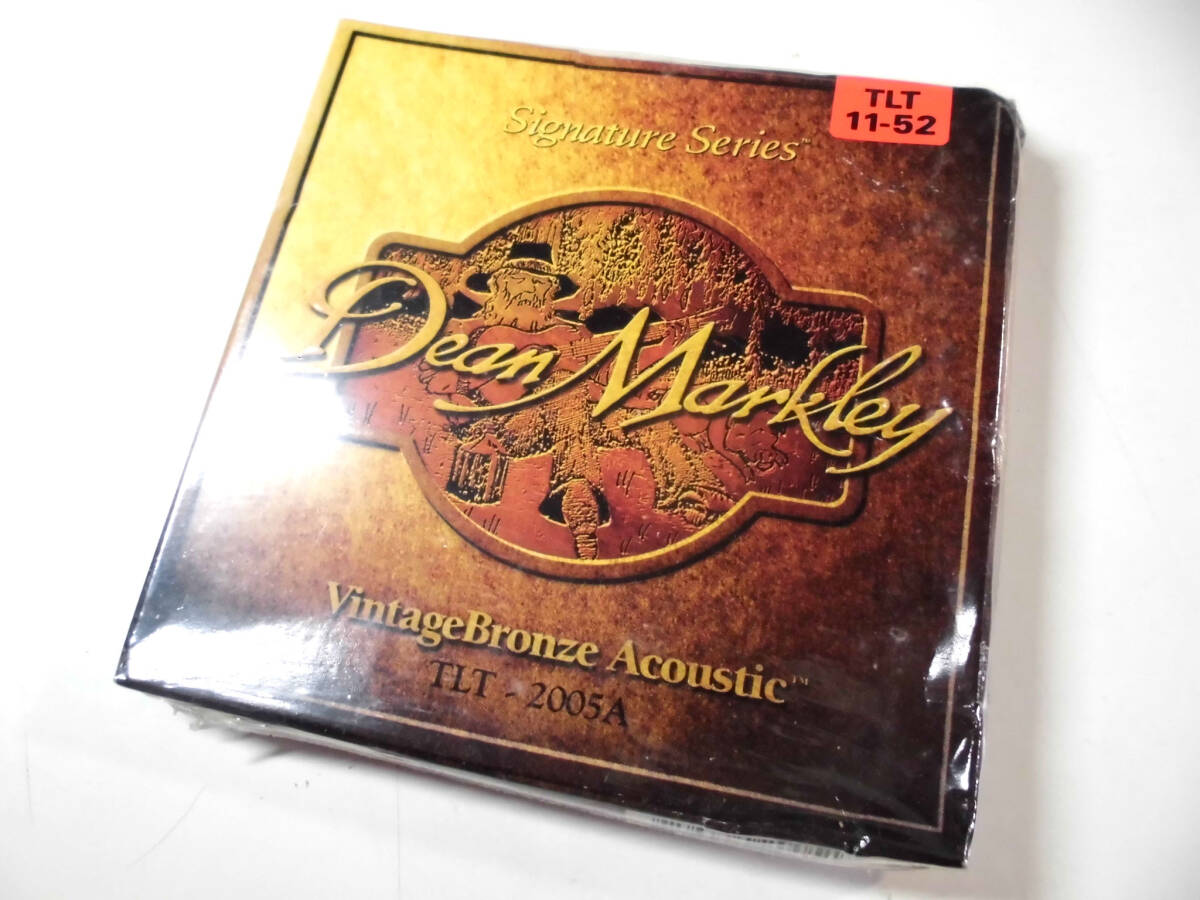 TLT
11-52
Signature Series™
Dean Markley
VintageBronze Acoustic™
TLT - 2005A